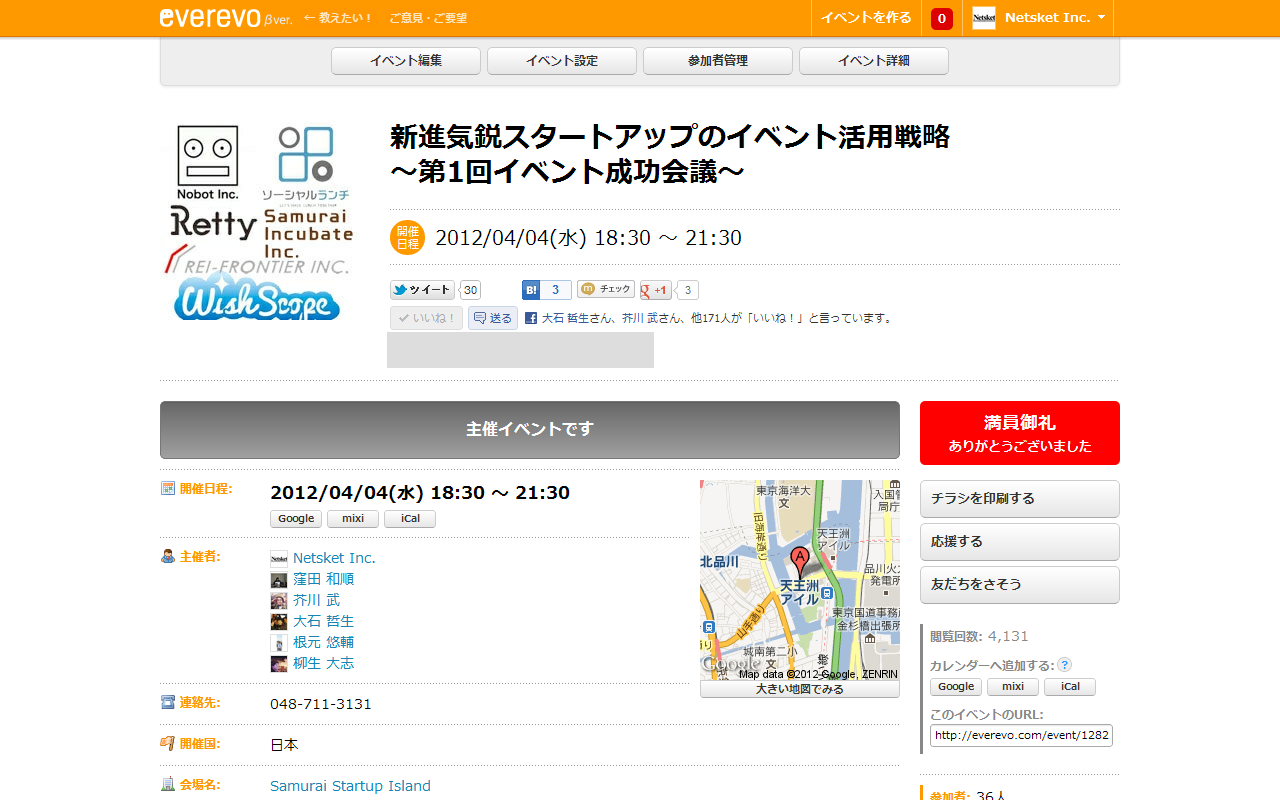 everevo βver. ← 教えたい！ ご意見・ご要望 イベントを作る 0 Netsket Inc.
イベント編集 イベント設定 参加者管理 イベント詳細
Nobot Inc.
ソーシャルランチ
Retty
Samurai
Incubate
Inc.
REI-FRONTIER INC.
WishScope
新進気鋭スタートアップのイベント活用戦略
～第1回イベント成功会議～
開催
日程
2012/04/04(水) 18:30 ～ 21:30
ツイート 30 B! 3 m チェック g +1 3
いいね！ 送る 大石 哲生さん、芥川 武さん、他171人が「いいね！」と言っています。
主催イベントです
満員御礼
ありがとうございました
開催日程: 2012/04/04(水) 18:30 ～ 21:30
Google mixi iCal
主催者: Netsket Inc.
窪田 和順
芥川 武
大石 哲生
根元 悠輔
柳生 大志
連絡先: 048-711-3131
開催国: 日本
会場名: Samurai Startup Island
東京海洋大
文
入国管
局庁
旧海岸通り
天王洲
アイル
A
北品川
品川火力
発電所
天王洲
アイル
東京国道事務
金杉橋出張所
山手通り
城南第二小
文
Google
Map data ©2012 Google, ZENRIN
大きい地図でみる
チラシを印刷する
応援する
友だちをさそう
閲覧回数: 4,131
カレンダーへ追加する: ?
Google mixi iCal
このイベントのURL:
http://everevo.com/event/1282
参加者: 36人